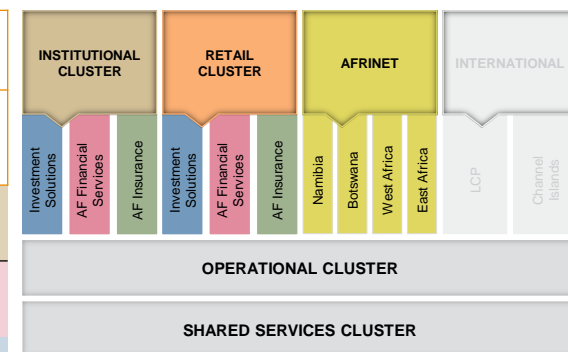 INSTITUTIONAL
CLUSTER
RETAIL
CLUSTER
AFRINET
INTERNATIONAL
Investment
Solutions
AF Financial
Services
AF Insurance
Investment
Solutions
AF Financial
Services
AF Insurance
Namibia
Botswana
West Africa
East Africa
LCP
Channel
Islands
OPERATIONAL CLUSTER
SHARED SERVICES CLUSTER